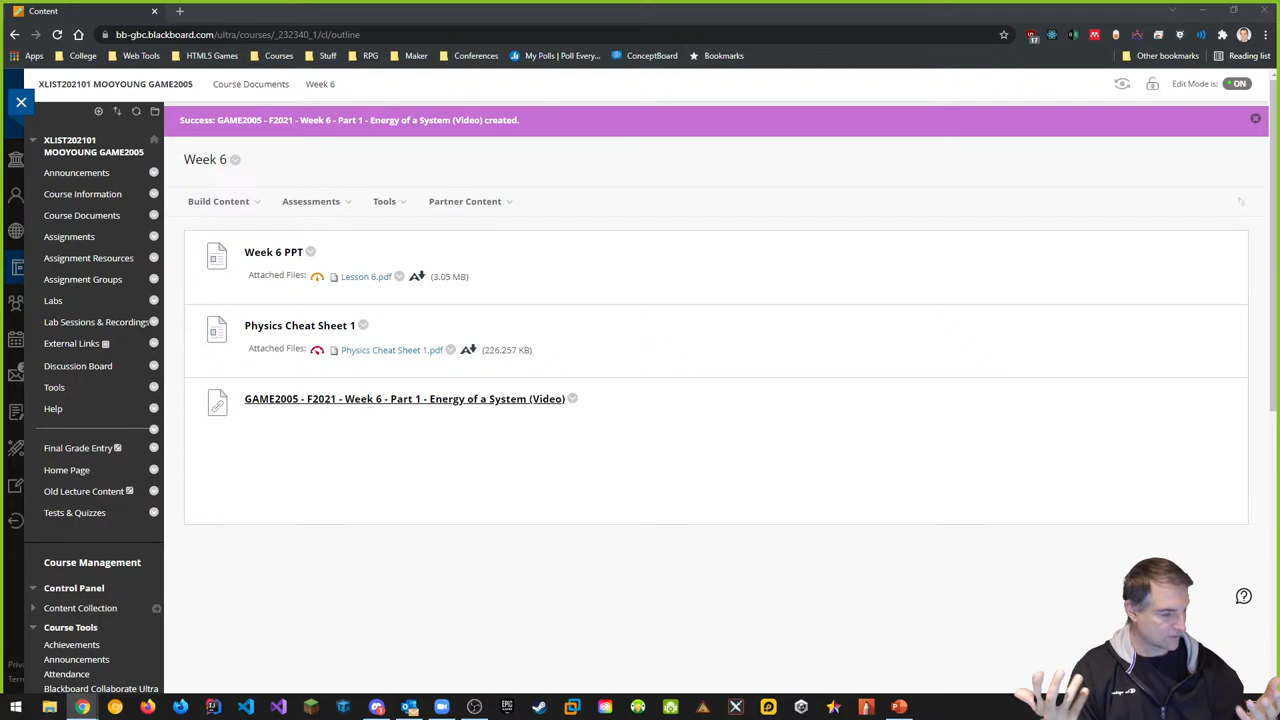 Content
bb-gbc.blackboard.com/ultra/courses/_232340_1/cl/outline
17
Apps College Web Tools HTML5 Games Courses Stuff RPG Maker Conferences My Polls | Poll Ev... ConceptBoard Bookmarks Other bookmarks Reading list
XLIST202101 MOOYOUNG GAME2005 Course Documents Week 6 Edit Mode is: ON
Success: GAME2005 - F2021 - Week 6 - Part 1 - Energy of a System (Video) created.
XLIST202101
MOOYOUNG GAME2005
Announcements
Course Information
Course Documents
Assignments
Assignment Resources
Assignment Groups
Labs
Lab Sessions & Recordings
External Links
Discussion Board
Tools
Help
Final Grade Entry
Home Page
Old Lecture Content
Tests & Quizzes
Course Management
Control Panel
Content Collection
Course Tools
Achievements
Announcements
Attendance
Blackboard Collaborate Ultra
Priva
Term
Week 6
Build Content Assessments Tools Partner Content
Week 6 PPT
Attached Files: Lesson 6.pdf (3.05 MB)
Physics Cheat Sheet 1
Attached Files: Physics Cheat Sheet 1.pdf (226.257 KB)
GAME2005 - F2021 - Week 6 - Part 1 - Energy of a System (Video)
EPIC
GAMES